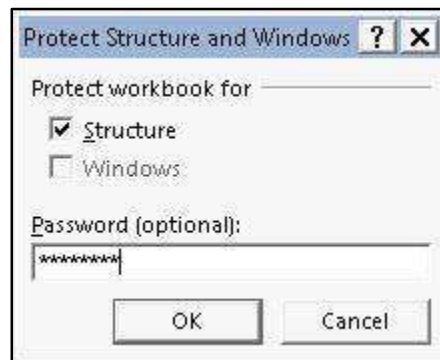 Protect Structure and Windows ? X
Protect workbook for
Structure
Windows
Password (optional):
********
OK Cancel